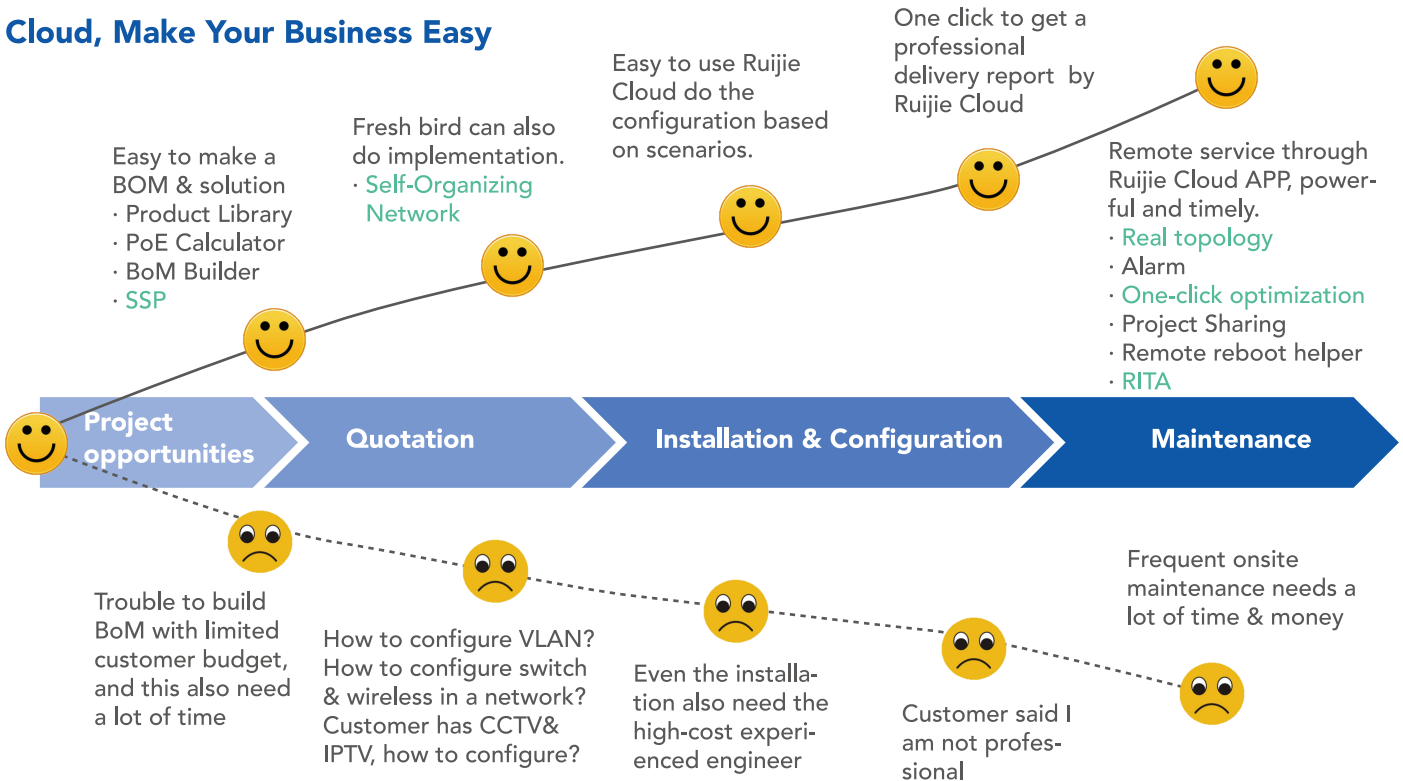 Cloud, Make Your Business Easy
Easy to make a
BOM & solution
· Product Library
· PoE Calculator
· BoM Builder
· SSP
Fresh bird can also
do implementation.
· Self-Organizing
Network
Easy to use Ruijie
Cloud do the
configuration based
on scenarios.
One click to get a
professional
delivery report by
Ruijie Cloud
Remote service through
Ruijie Cloud APP, power-
ful and timely.
· Real topology
· Alarm
· One-click optimization
· Project Sharing
· Remote reboot helper
· RITA
Project
opportunities
Quotation
Installation & Configuration
Maintenance
Trouble to build
BoM with limited
customer budget,
and this also need
a lot of time
How to configure VLAN?
How to configure switch
& wireless in a network?
Customer has CCTV&
IPTV, how to configure?
Even the installa-
tion also need the
high-cost experi-
enced engineer
Customer said I
am not profes-
sional
Frequent onsite
maintenance needs a
lot of time & money